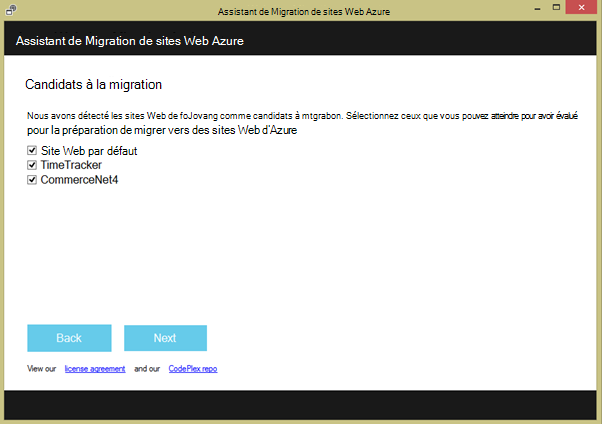 Assistant de Migration de sites Web Azure
Assistant de Migration de sites Web Azure
Candidats à la migration
Nous avons détecté les sites Web de foJovang comme candidats à mtgrabon. Sélectionnez ceux que vous pouvez atteindre pour avoir évalué
pour la préparation de migrer vers des sites Web d'Azure
Site Web par défaut
TimeTracker
CommerceNet4
Back Next
View our license agreement and our CodePlex repo